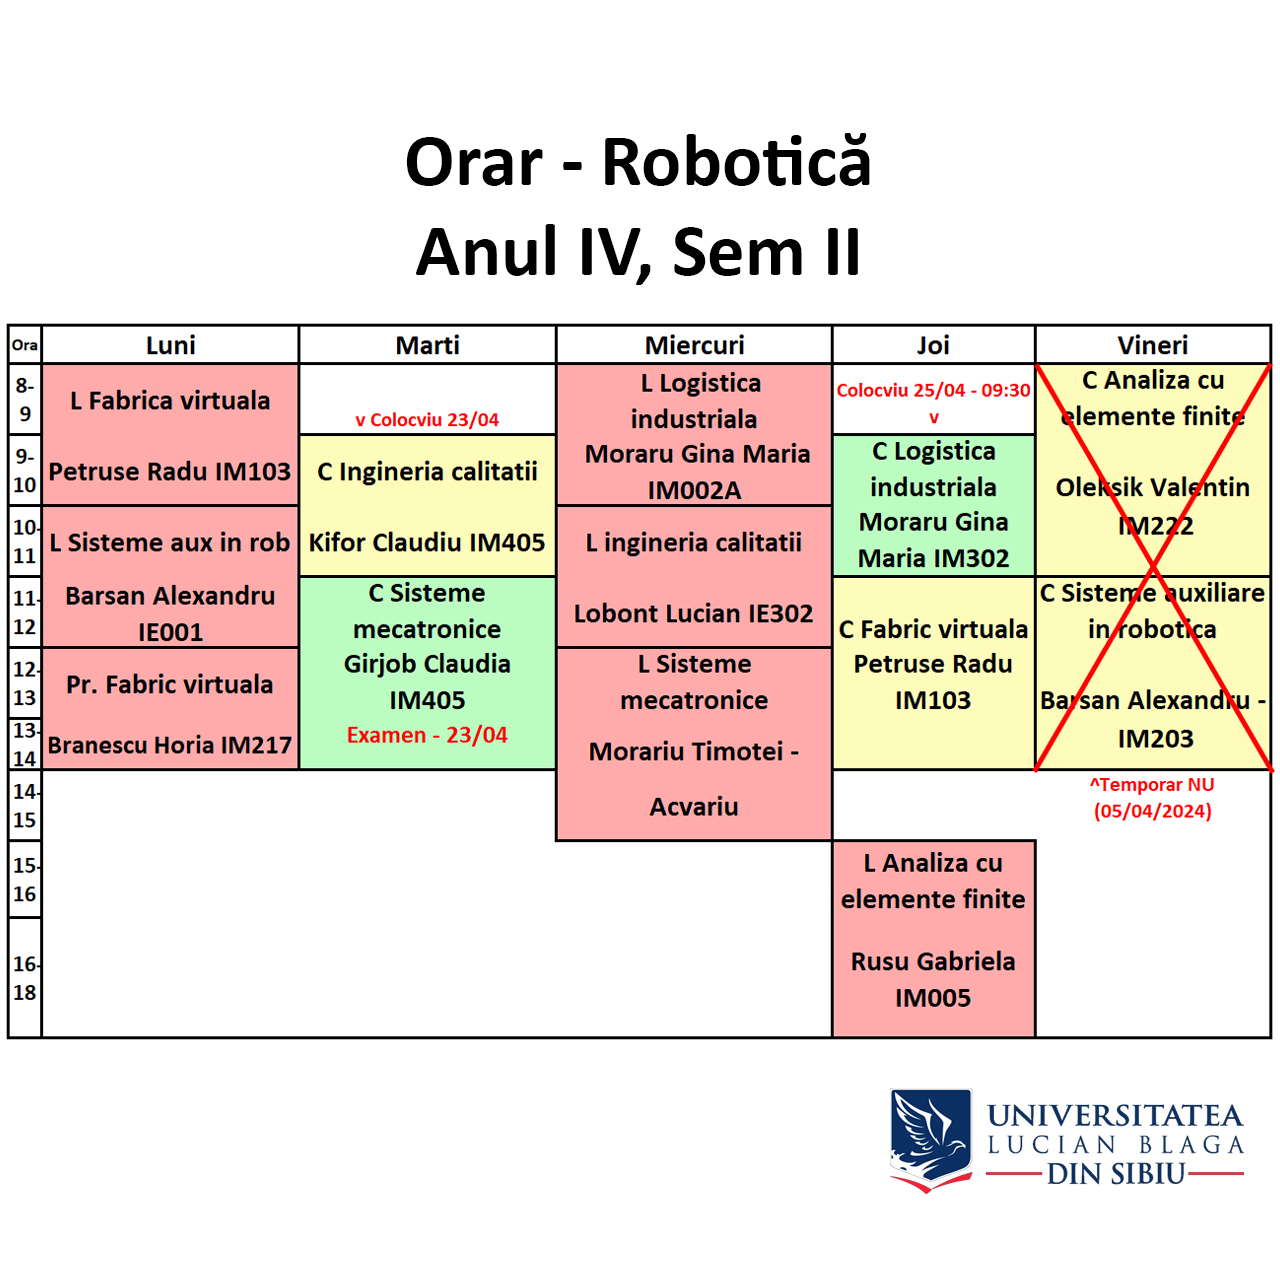 Orar - Robotică
Anul IV, Sem II
Ora Luni Marti Miercuri Joi Vineri
8-
9
L Fabrica virtuala
Petruse Radu IM103
v Colocviu 23/04
L Logistica
industriala
Moraru Gina Maria
IM002A
Colocviu 25/04 - 09:30
v
C Analiza cu
elemente finite
Oleksik Valentin
IM222
9-
10
C Ingineria calitatii
Kifor Claudiu IM405
C Logistica
industriala
Moraru Gina
Maria IM302
10-
11
L Sisteme aux in rob
Barsan Alexandru
IE001
L ingineria calitatii
Lobont Lucian IE302
11-
12
C Sisteme
mecatronice
Girjob Claudia
IM405
Examen - 23/04
C Fabric virtuala
Petruse Radu
IM103
C Sisteme auxiliare
in robotica
Barsan Alexandru -
IM203
12-
13
Pr. Fabric virtuala
Branescu Horia IM217
L Sisteme
mecatronice
Morariu Timotei -
Acvariu
13-
14
14-
15
^Temporar NU
(05/04/2024)
15-
16
L Analiza cu
elemente finite
Rusu Gabriela
IM005
16-
18
UNIVERSITATEA
LUCIAN BLAGA
DIN SIBIU